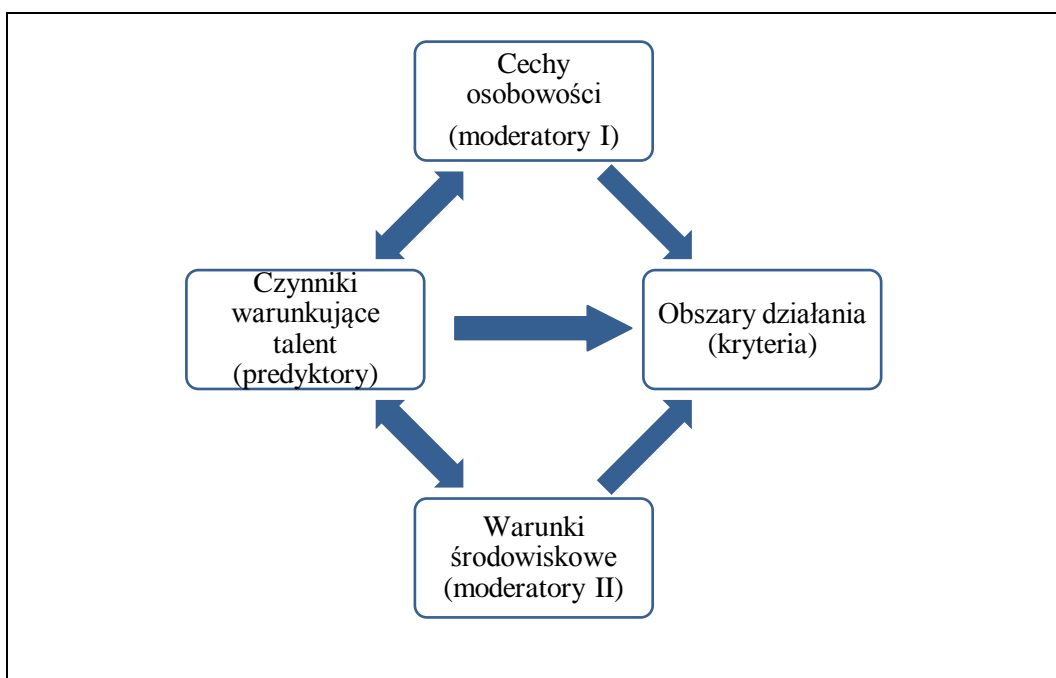 Cechy
osobowości
(moderatory I)
Czynniki
warunkujące
talent
(predyktory)
Obszary działania
(kryteria)
Warunki
środowiskowe
(moderatory II)